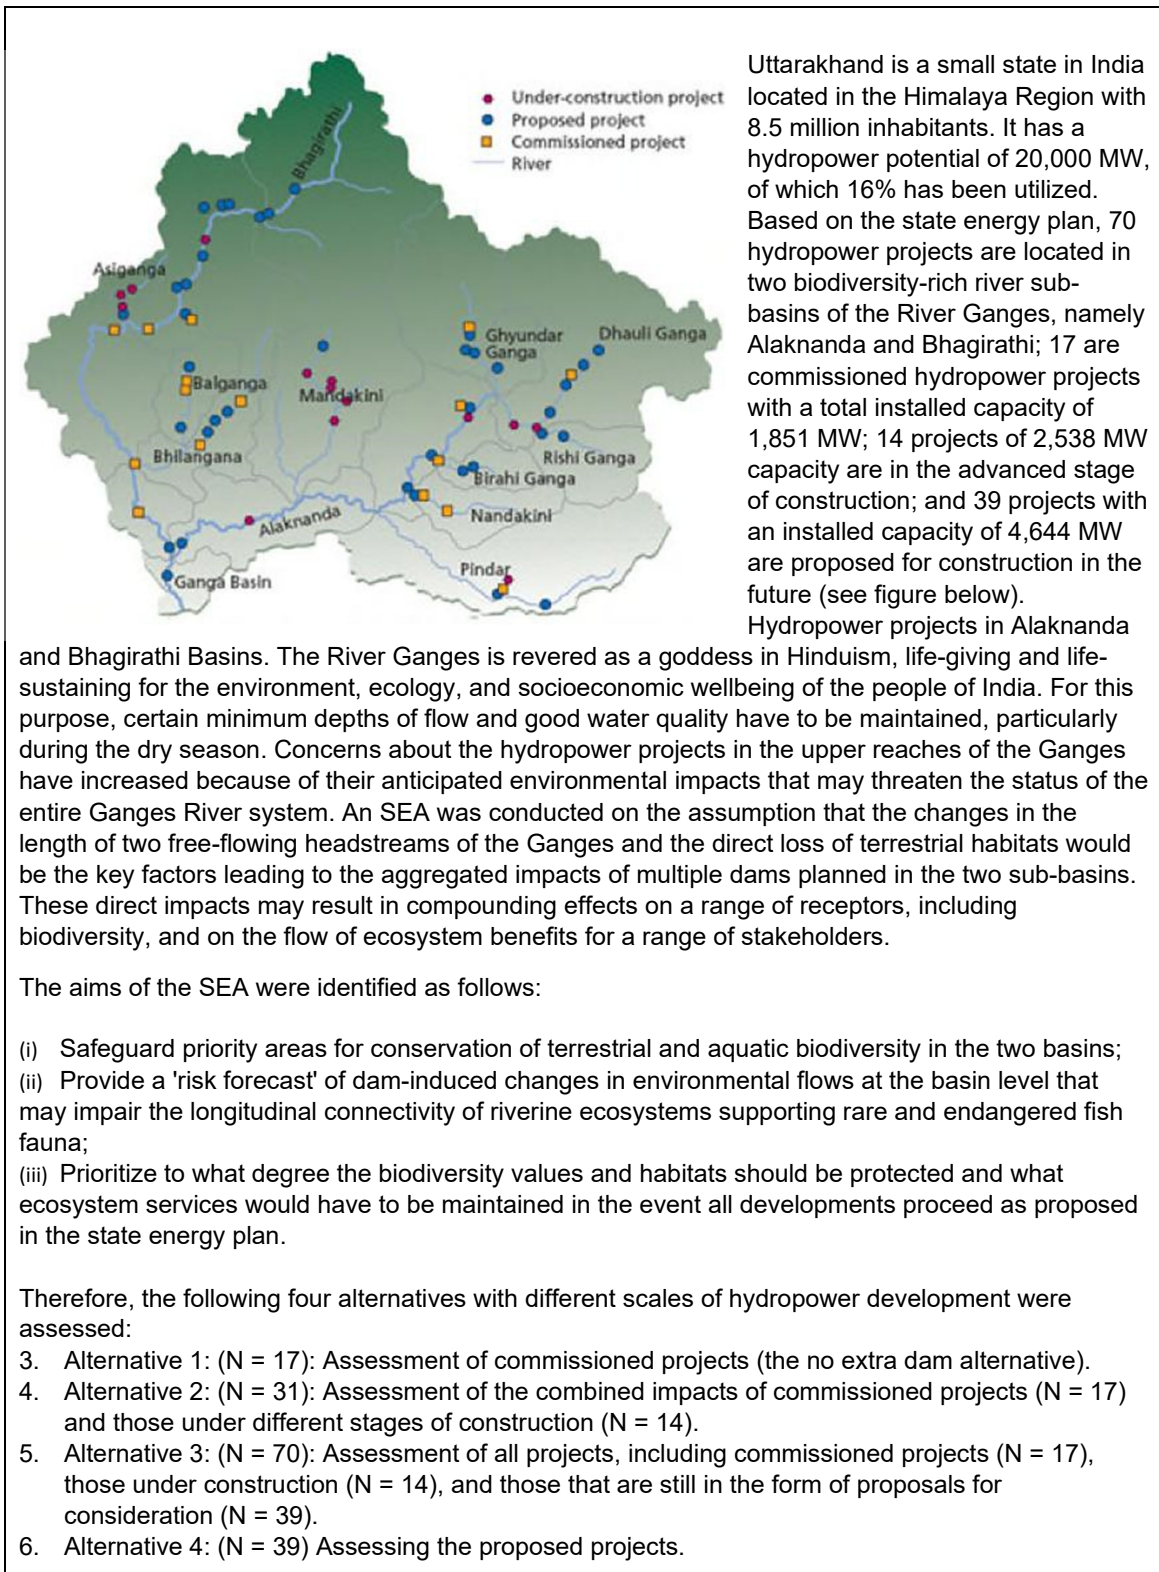 Under-construction project
Proposed project
Commissioned project
River
Bhagirathi
Asiganga
Ghyundar
Ganga
Dhauli Ganga
Balganga
Mandakini
Bhilangana
Rishi Ganga
Birahi Ganga
Nandakini
Alaknanda
Pindar
Ganga Basin
Uttarakhand is a small state in India
located in the Himalaya Region with
8.5 million inhabitants. It has a
hydropower potential of 20,000 MW,
of which 16% has been utilized.
Based on the state energy plan, 70
hydropower projects are located in
two biodiversity-rich river sub-
basins of the River Ganges, namely
Alaknanda and Bhagirathi; 17 are
commissioned hydropower projects
with a total installed capacity of
1,851 MW; 14 projects of 2,538 MW
capacity are in the advanced stage
of construction; and 39 projects with
an installed capacity of 4,644 MW
are proposed for construction in the
future (see figure below).
Hydropower projects in Alaknanda
and Bhagirathi Basins. The River Ganges is revered as a goddess in Hinduism, life-giving and life-
sustaining for the environment, ecology, and socioeconomic wellbeing of the people of India. For this
purpose, certain minimum depths of flow and good water quality have to be maintained, particularly
during the dry season. Concerns about the hydropower projects in the upper reaches of the Ganges
have increased because of their anticipated environmental impacts that may threaten the status of the
entire Ganges River system. An SEA was conducted on the assumption that the changes in the
length of two free-flowing headstreams of the Ganges and the direct loss of terrestrial habitats would
be the key factors leading to the aggregated impacts of multiple dams planned in the two sub-basins.
These direct impacts may result in compounding effects on a range of receptors, including
biodiversity, and on the flow of ecosystem benefits for a range of stakeholders.
The aims of the SEA were identified as follows:
(i) Safeguard priority areas for conservation of terrestrial and aquatic biodiversity in the two basins;
(ii) Provide a 'risk forecast' of dam-induced changes in environmental flows at the basin level that
may impair the longitudinal connectivity of riverine ecosystems supporting rare and endangered fish
fauna;
(iii) Prioritize to what degree the biodiversity values and habitats should be protected and what
ecosystem services would have to be maintained in the event all developments proceed as proposed
in the state energy plan.
Therefore, the following four alternatives with different scales of hydropower development were
assessed:
3. Alternative 1: (N = 17): Assessment of commissioned projects (the no extra dam alternative).
4. Alternative 2: (N = 31): Assessment of the combined impacts of commissioned projects (N = 17)
and those under different stages of construction (N = 14).
5. Alternative 3: (N = 70): Assessment of all projects, including commissioned projects (N = 17),
those under construction (N = 14), and those that are still in the form of proposals for
consideration (N = 39).
6. Alternative 4: (N = 39) Assessing the proposed projects.